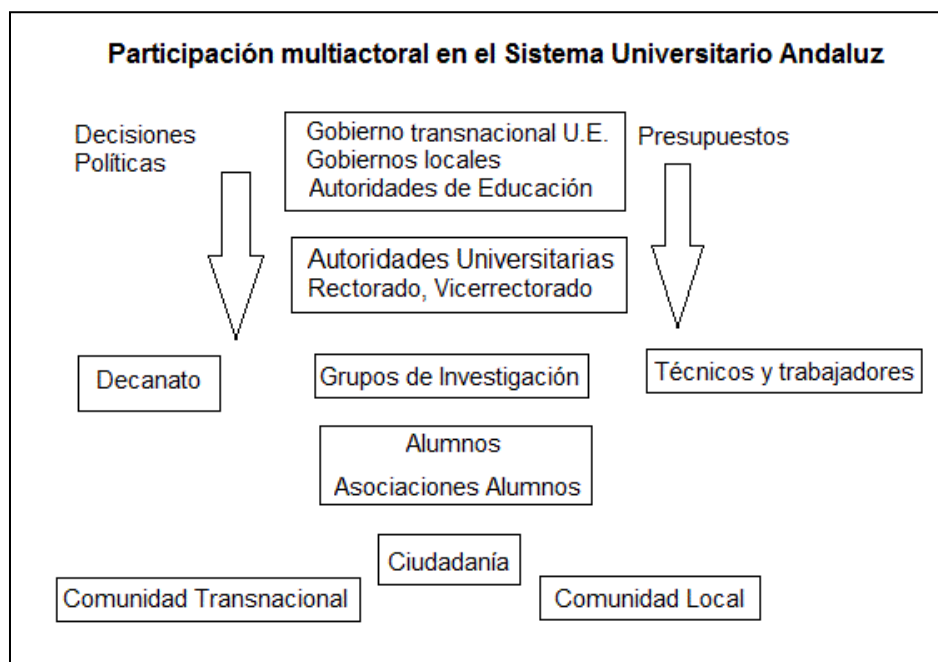 Participación multiactoral en el Sistema Universitario Andaluz
Decisiones
Políticas
Gobierno transnacional U.E.
Gobiernos locales
Autoridades de Educación
Presupuestos
Autoridades Universitarias
Rectorado, Vicerrectorado
Decanato
Grupos de Investigación
Técnicos y trabajadores
Alumnos
Asociaciones Alumnos
Ciudadanía
Comunidad Transnacional
Comunidad Local